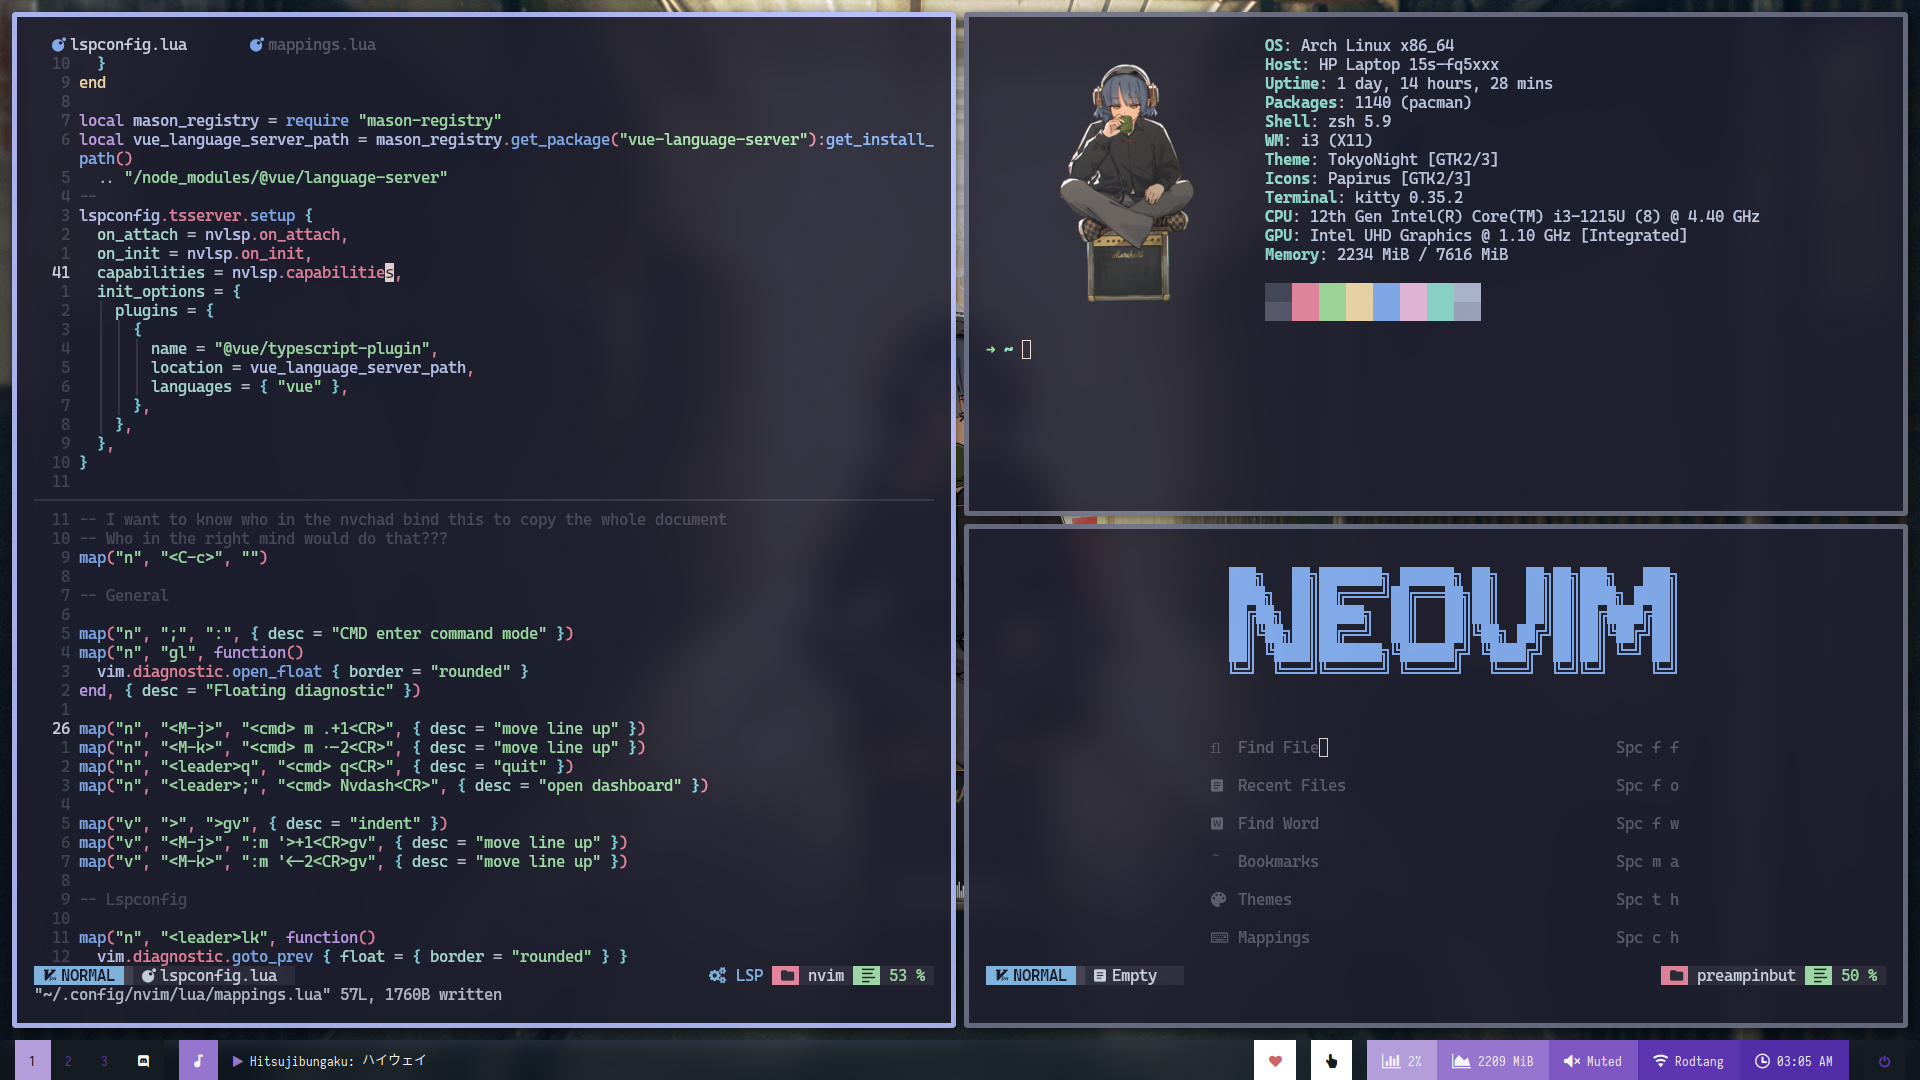 lspconfig.lua mappings.lua
10 }
9 end
8
7 local mason_registry = require "mason-registry"
6 local vue_language_server_path = mason_registry.get_package("vue-language-server"):get_install_
path()
5 .. "/node_modules/@vue/language-server"
4 --
3 lspconfig.tsserver.setup {
2 on_attach = nvlsp.on_attach,
1 on_init = nvlsp.on_init,
41 capabilities = nvlsp.capabilities,
1 init_options = {
2 plugins = {
3 {
4 name = "@vue/typescript-plugin",
5 location = vue_language_server_path,
6 languages = { "vue" },
7 },
8 },
9 },
10 }
11
11 -- I want to know who in the nvchad bind this to copy the whole document
10 -- Who in the right mind would do that???
9 map("n", "<C-c>", "")
8
7 -- General
6
5 map("n", ";", ":", { desc = "CMD enter command mode" })
4 map("n", "gl", function()
3 vim.diagnostic.open_float { border = "rounded" }
2 end, { desc = "Floating diagnostic" })
1
26 map("n", "<M-j>", "<cmd> m .+1<CR>", { desc = "move line up" })
1 map("n", "<M-k>", "<cmd> m .-2<CR>", { desc = "move line up" })
2 map("n", "<leader>q", "<cmd> q<CR>", { desc = "quit" })
3 map("n", "<leader>;", "<cmd> Nvdash<CR>", { desc = "open dashboard" })
4
5 map("v", ">", ">gv", { desc = "indent" })
6 map("v", "<M-j>", ":m '>+1<CR>gv", { desc = "move line up" })
7 map("v", "<M-k>", ":m '<-2<CR>gv", { desc = "move line up" })
8
9 -- Lspconfig
10
11 map("n", "<leader>lk", function()
12 vim.diagnostic.goto_prev { float = { border = "rounded" } }
NORMAL lspconfig.lua LSP nvim 53 %
"~/.config/nvim/lua/mappings.lua" 57L, 1760B written
OS: Arch Linux x86_64
Host: HP Laptop 15s-fq5xxx
Uptime: 1 day, 14 hours, 28 mins
Packages: 1140 (pacman)
Shell: zsh 5.9
WM: i3 (X11)
Theme: TokyoNight [GTK2/3]
Icons: Papirus [GTK2/3]
Terminal: kitty 0.35.2
CPU: 12th Gen Intel(R) Core(TM) i3-1215U (8) @ 4.40 GHz
GPU: Intel UHD Graphics @ 1.10 GHz [Integrated]
Memory: 2234 MiB / 7616 MiB
Marshall
➜ ~
NEOVIM
Find File Spc f f
Recent Files Spc f o
Find Word Spc f w
Bookmarks Spc m a
Themes Spc t h
Mappings Spc c h
NORMAL Empty preampinbut 50 %
1 2 3 Hitsujibungaku: ハイウェイ 2% 2209 MiB Muted Rodtang 03:05 AM